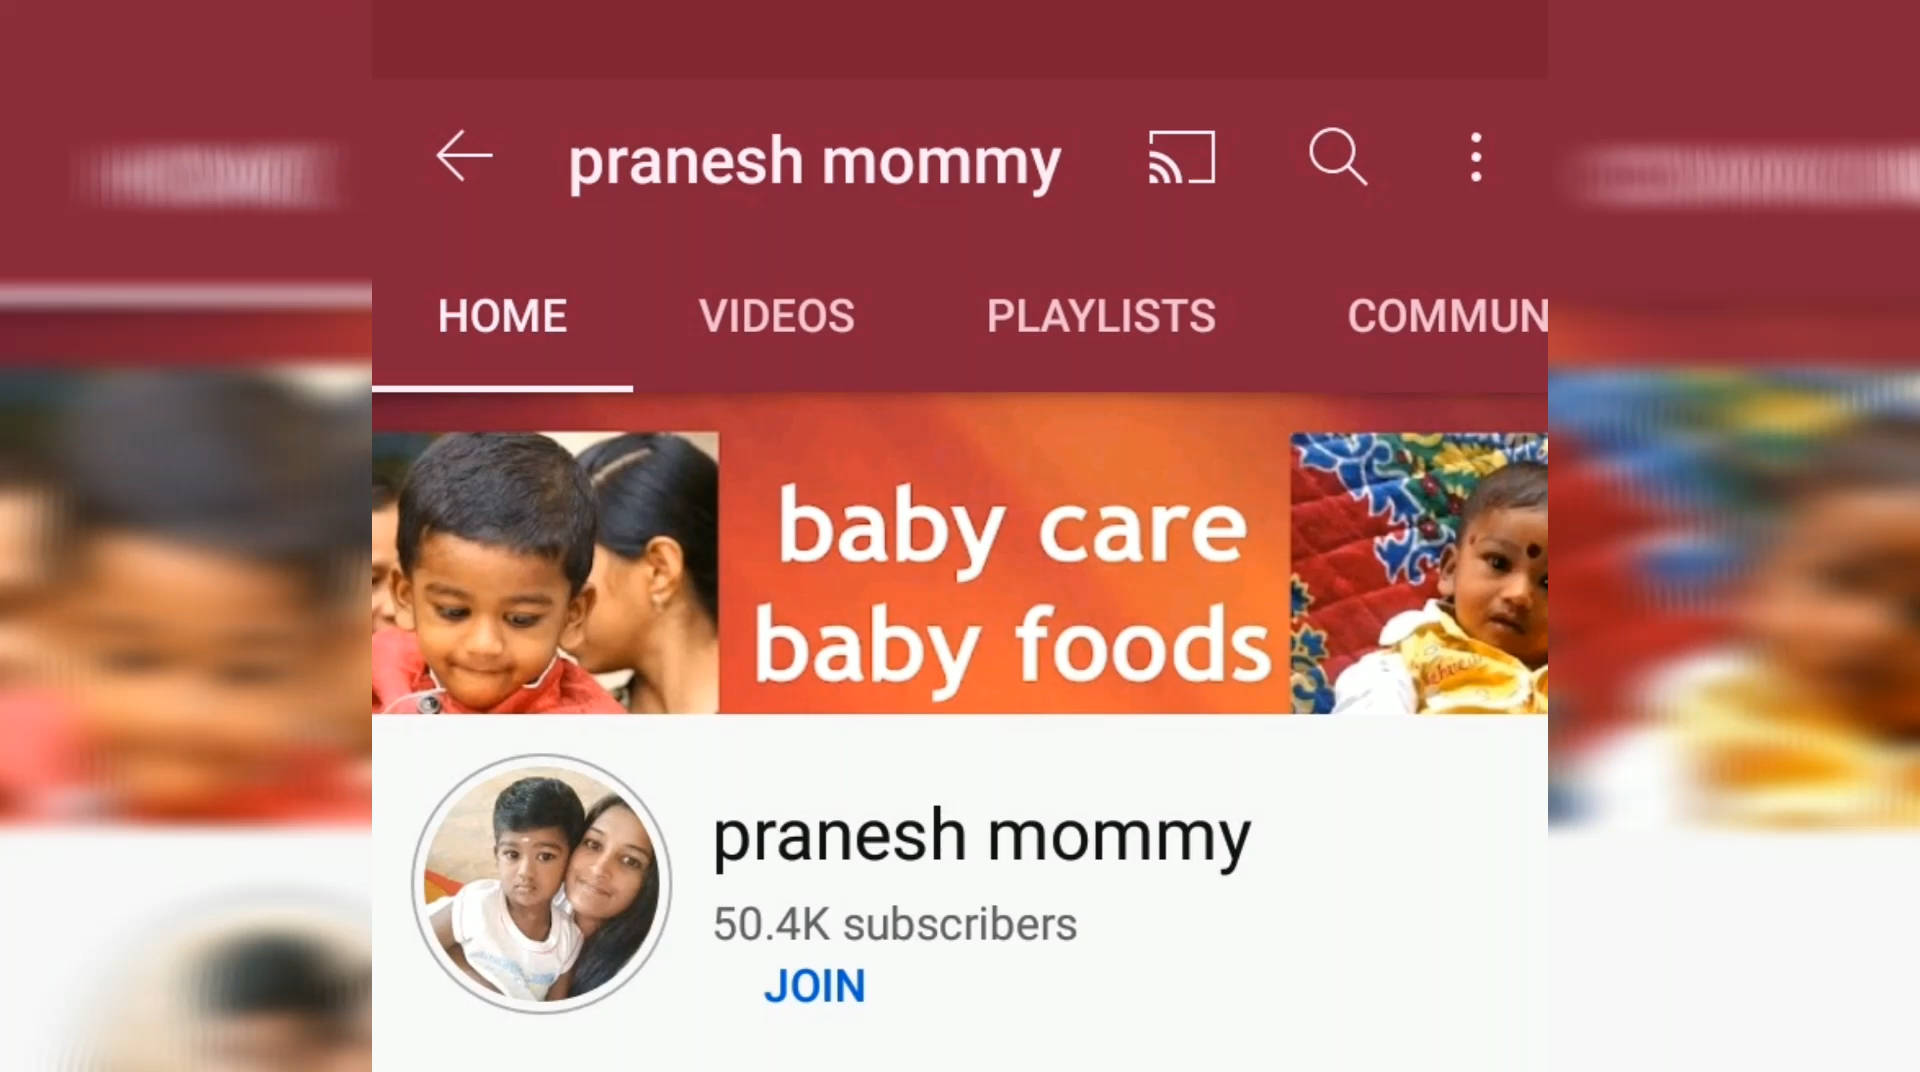 pranesh mommy
HOME VIDEOS PLAYLISTS COMMUN
baby care
baby foods
pranesh mommy
50.4K subscribers
JOIN